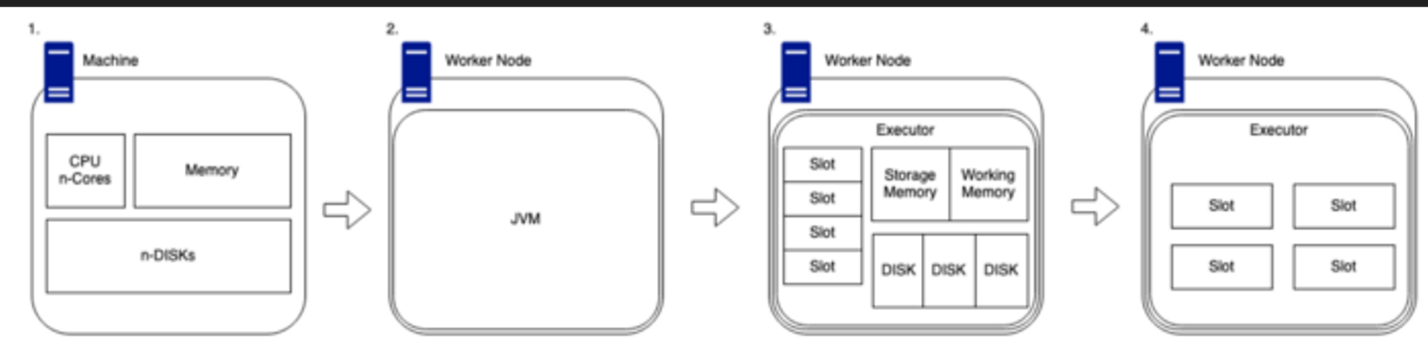 1.
Machine
CPU
n-Cores
Memory
n-DISKs
2.
Worker Node
JVM
3.
Worker Node
Executor
Slot
Slot
Slot
Slot
Storage
Memory
Working
Memory
DISK
DISK
DISK
4.
Worker Node
Executor
Slot
Slot
Slot
Slot